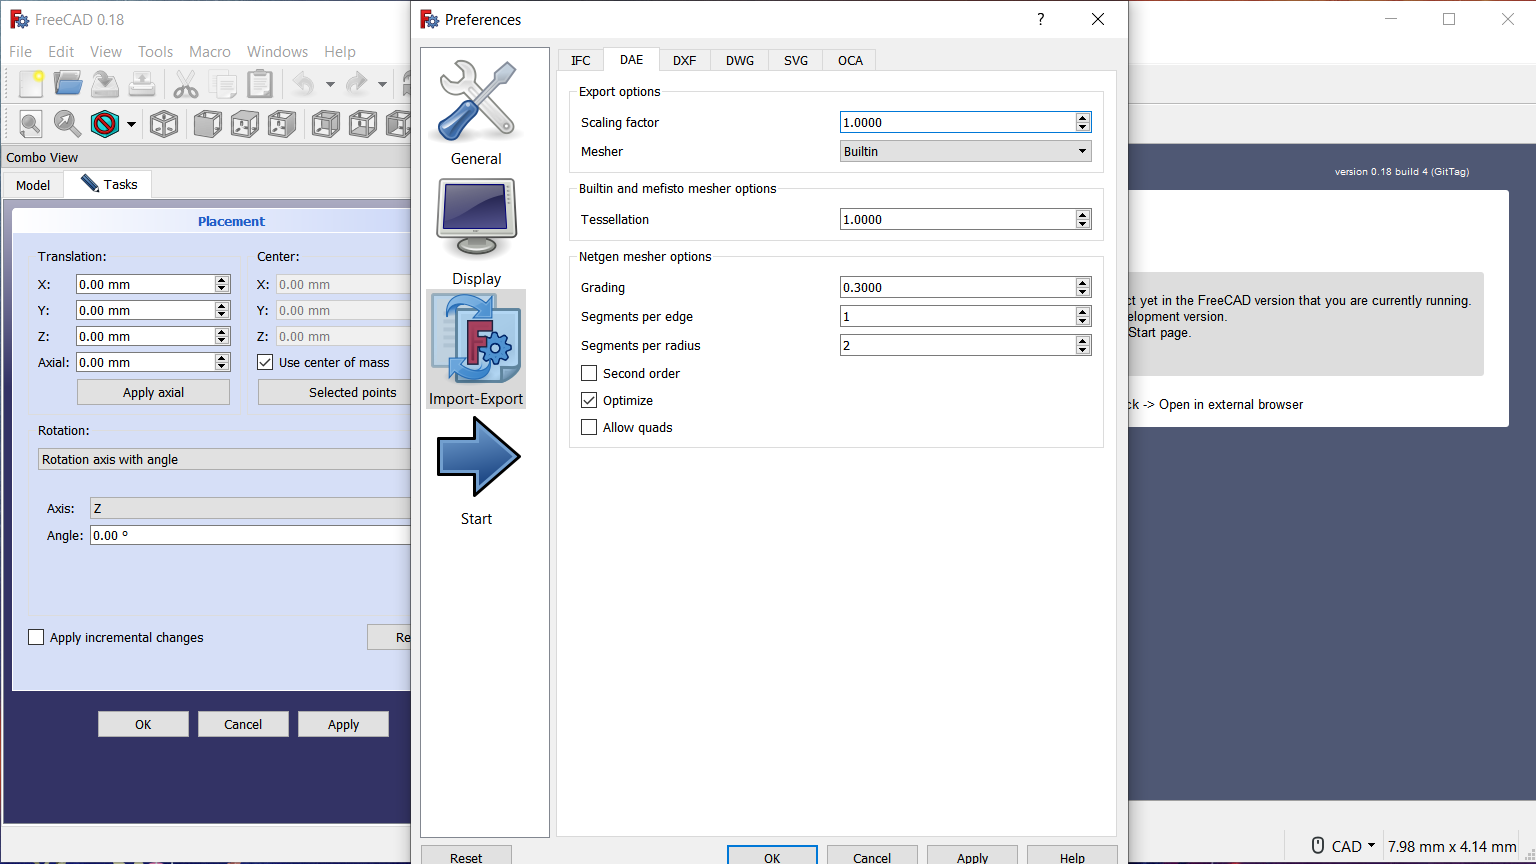 FreeCAD 0.18
File Edit View Tools Macro Windows Help
Combo View
Model Tasks
Placement
Translation: Center:
X: 0.00 mm X: 0.00 mm
Y: 0.00 mm Y: 0.00 mm
Z: 0.00 mm Z: 0.00 mm
Axial: 0.00 mm Use center of mass
Apply axial Selected points
Rotation:
Rotation axis with angle
Axis: Z
Angle: 0.00 °
Apply incremental changes Re
OK Cancel Apply
Preferences ?
General
Display
Import-Export
Start
IFC DAE DXF DWG SVG OCA
Export options
Scaling factor 1.0000
Mesher Builtin
Builtin and mefisto mesher options
Tessellation 1.0000
Netgen mesher options
Grading 0.3000
Segments per edge 1
Segments per radius 2
Second order
Optimize
Allow quads
Reset OK Cancel Apply Help
version 0.18 build 4 (GitTag)
ct yet in the FreeCAD version that you are currently running.
elopment version.
Start page.
ck -> Open in external browser
CAD 7.98 mm x 4.14 mm